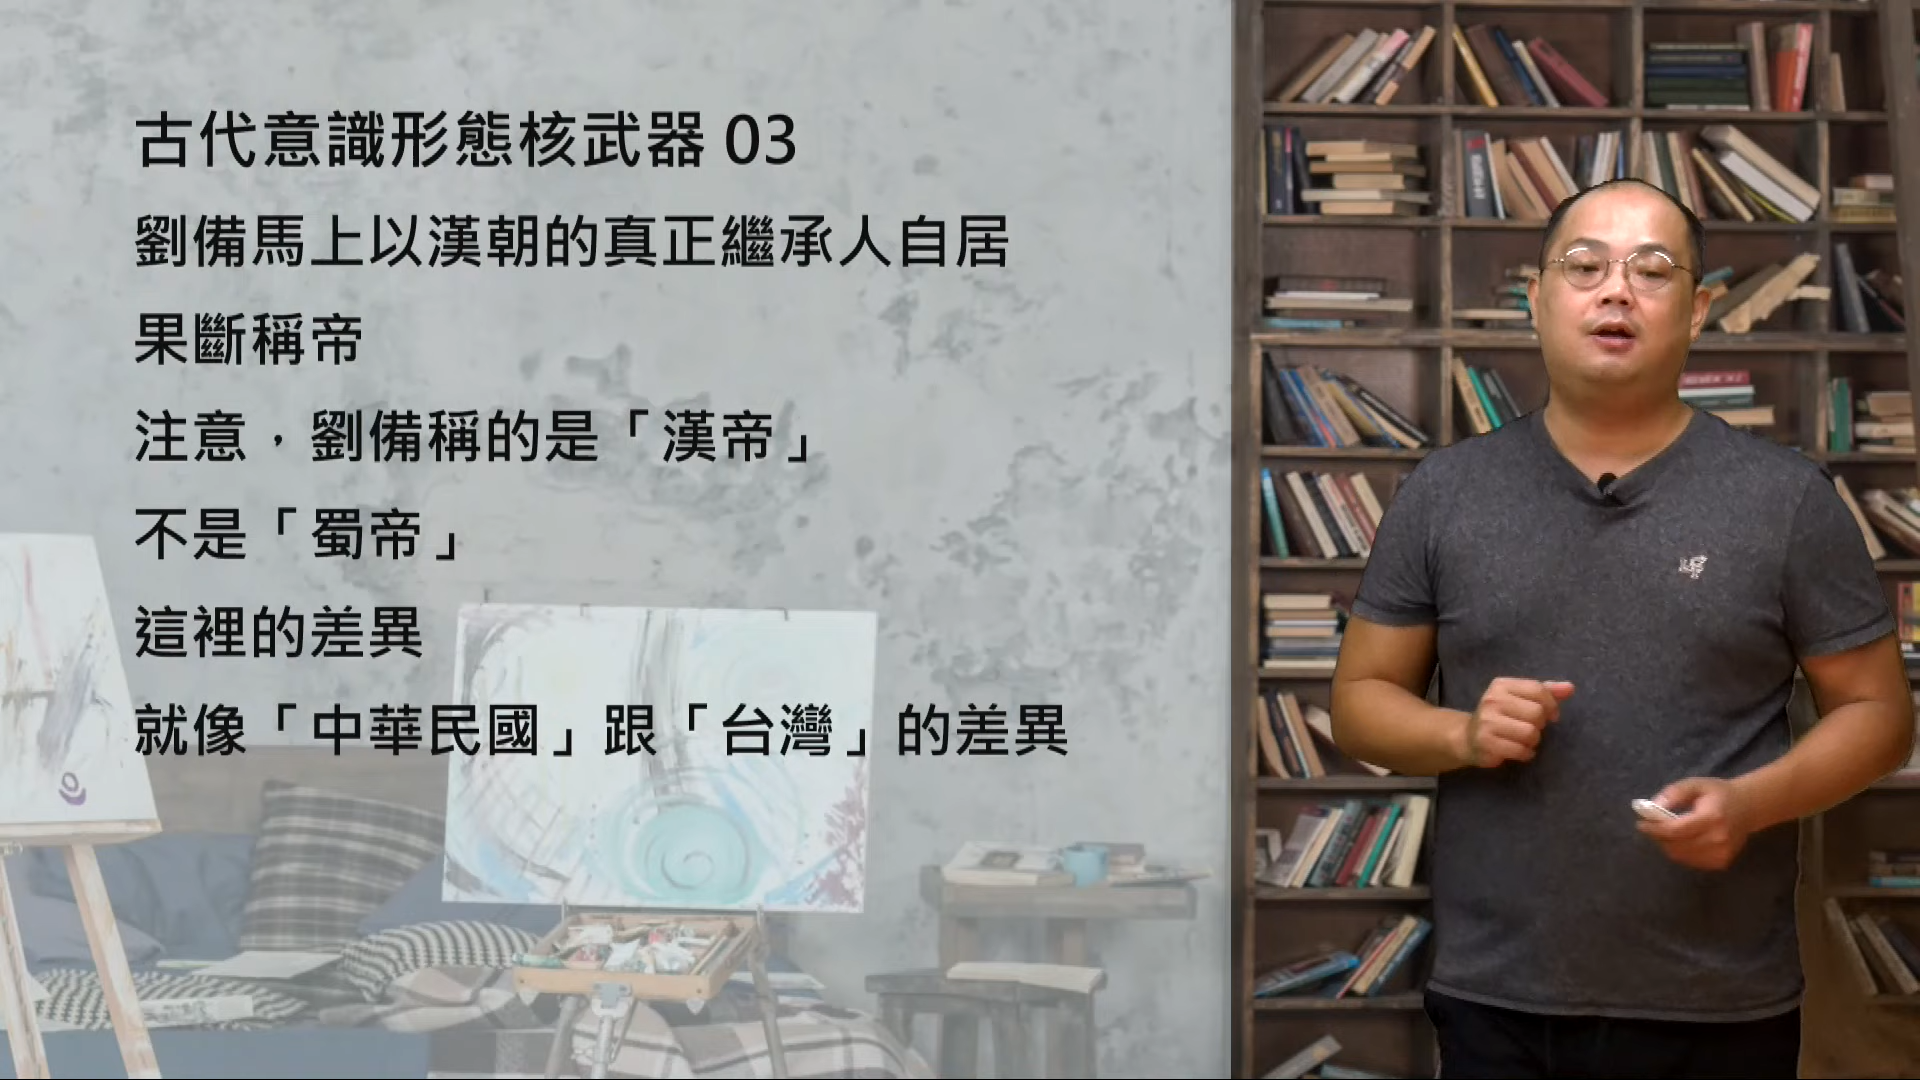 古代意識形態核武器 03
劉備馬上以漢朝的真正繼承人自居
果斷稱帝
注意，劉備稱的是「漢帝」
不是「蜀帝」
這裡的差異
就像「中華民國」跟「台灣」的差異